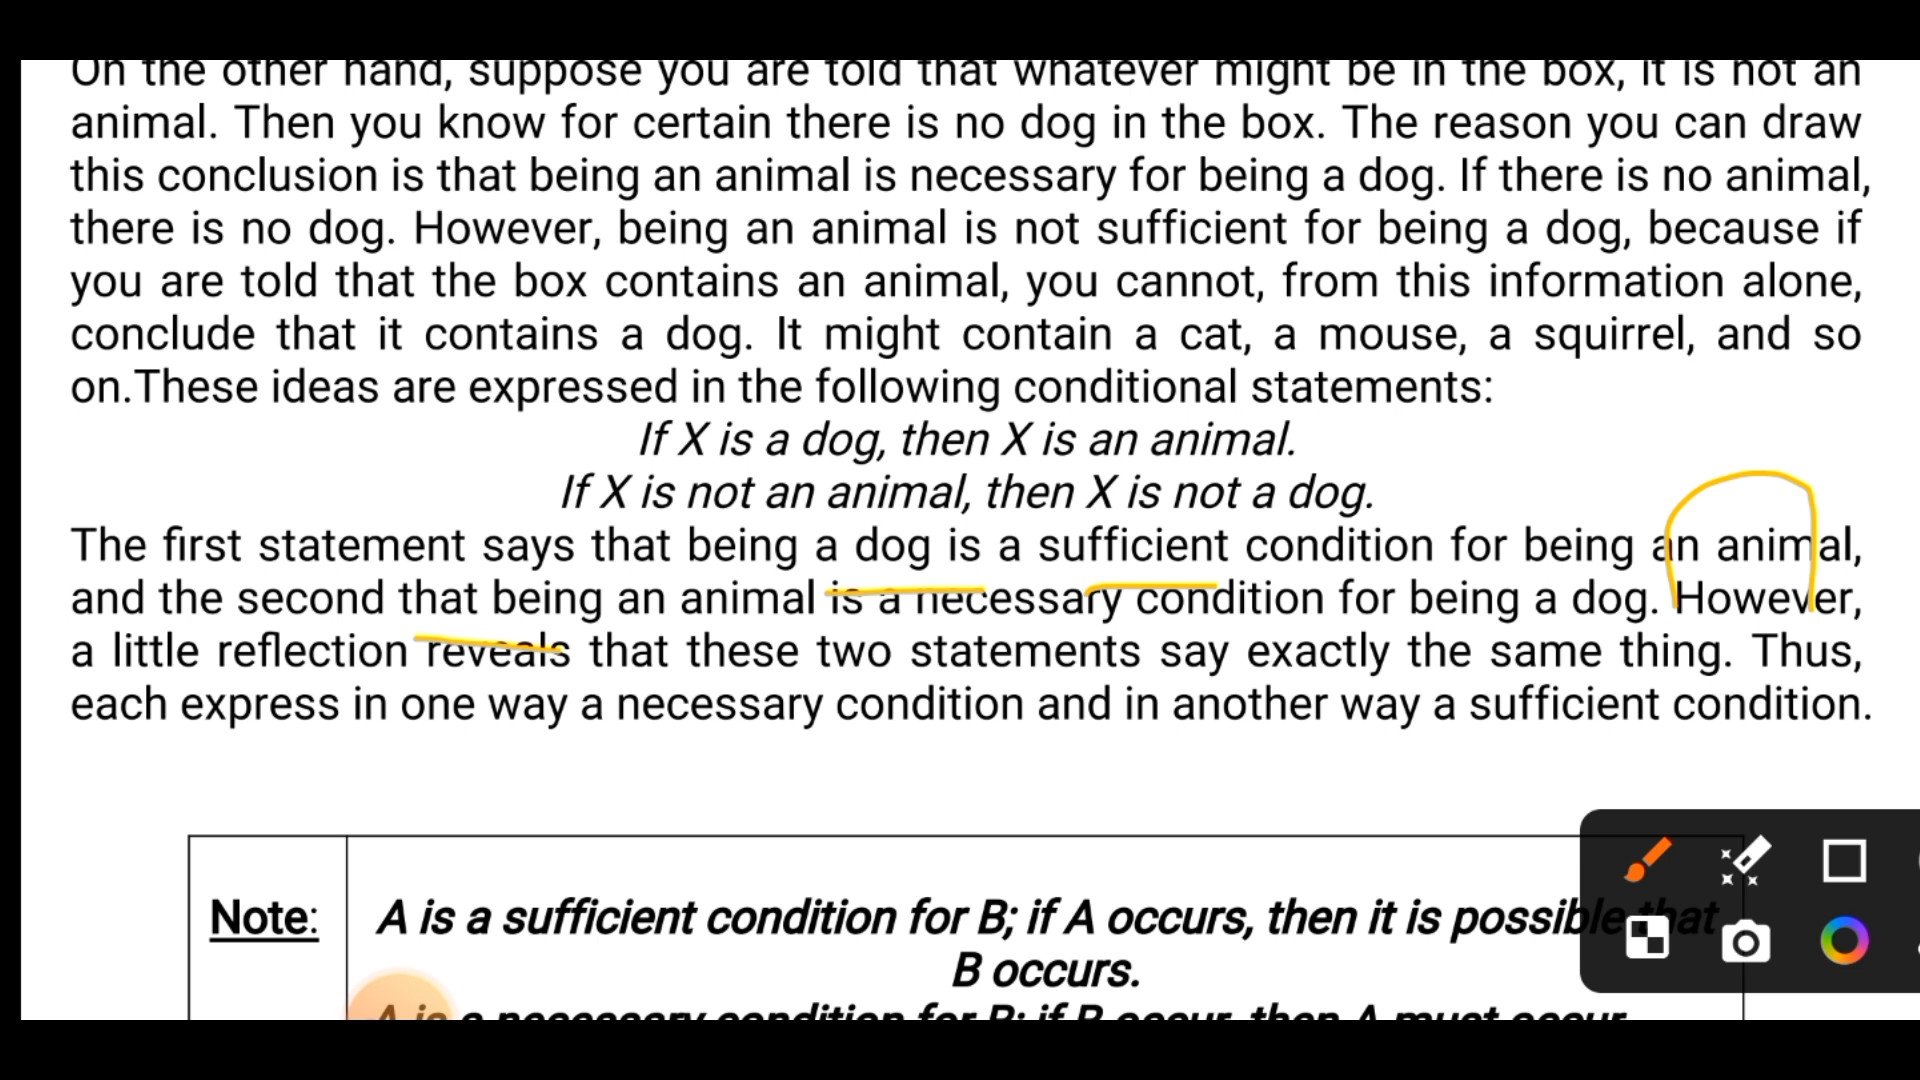 On the other hand, suppose you are told that whatever might be in the box, it is not an
animal. Then you know for certain there is no dog in the box. The reason you can draw
this conclusion is that being an animal is necessary for being a dog. If there is no animal,
there is no dog. However, being an animal is not sufficient for being a dog, because if
you are told that the box contains an animal, you cannot, from this information alone,
conclude that it contains a dog. It might contain a cat, a mouse, a squirrel, and so
on.These ideas are expressed in the following conditional statements:
If X is a dog, then X is an animal.
If X is not an animal, then X is not a dog.
The first statement says that being a dog is a sufficient condition for being an animal,
and the second that being an animal is a necessary condition for being a dog. However,
a little reflection reveals that these two statements say exactly the same thing. Thus,
each express in one way a necessary condition and in another way a sufficient condition.
Note:
A is a sufficient condition for B; if A occurs, then it is possible that
B occurs.
A is a necessary condition for B; if B occur, then A must occur